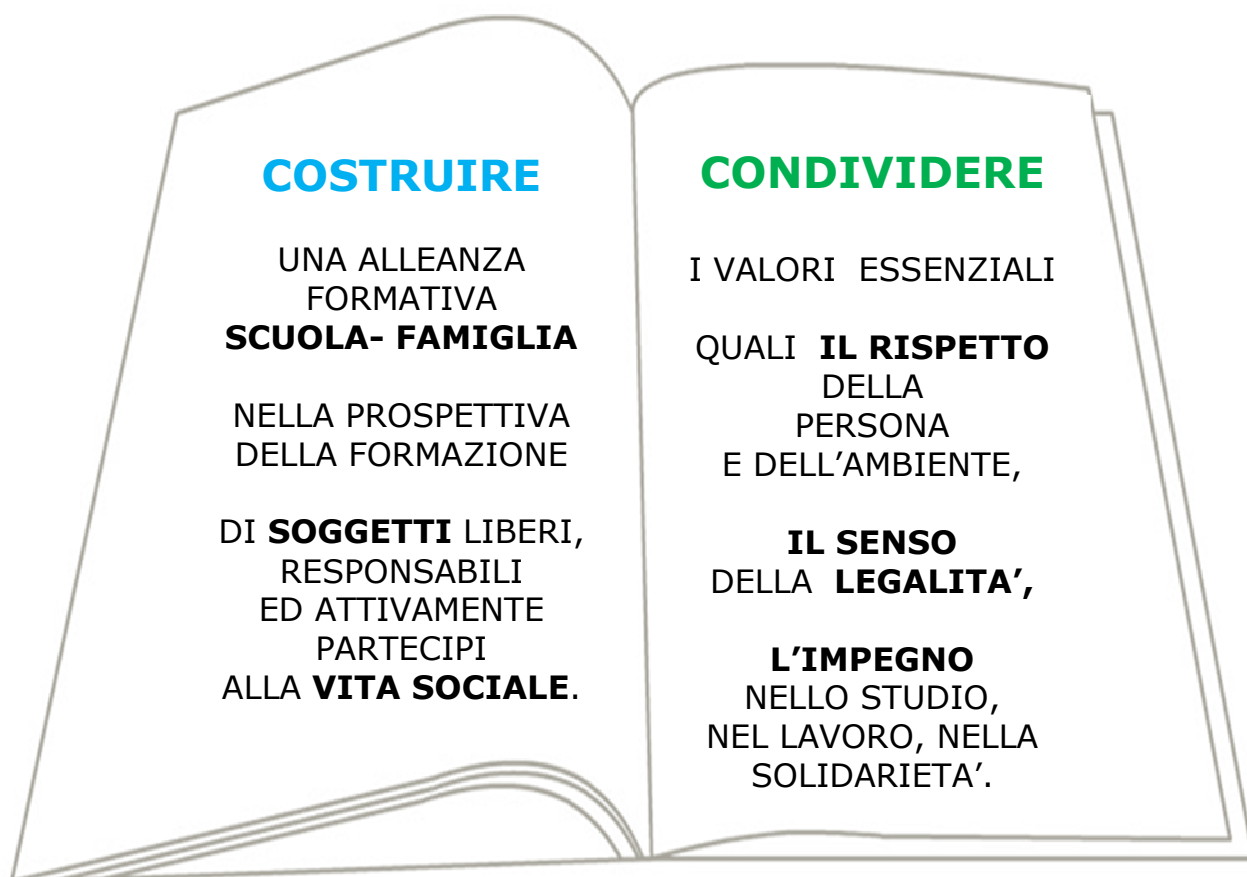 COSTRUIRE
UNA ALLEANZA
FORMATIVA
SCUOLA- FAMIGLIA
NELLA PROSPETTIVA
DELLA FORMAZIONE
DI SOGGETTI LIBERI,
RESPONSABILI
ED ATTIVAMENTE
PARTECIPI
ALLA VITA SOCIALE.
CONDIVIDERE
I VALORI  ESSENZIALI
QUALI  IL RISPETTO
DELLA
PERSONA
E DELL’AMBIENTE,
IL SENSO
DELLA  LEGALITA’,
L’IMPEGNO
NELLO STUDIO,
NEL LAVORO, NELLA
SOLIDARIETA’.